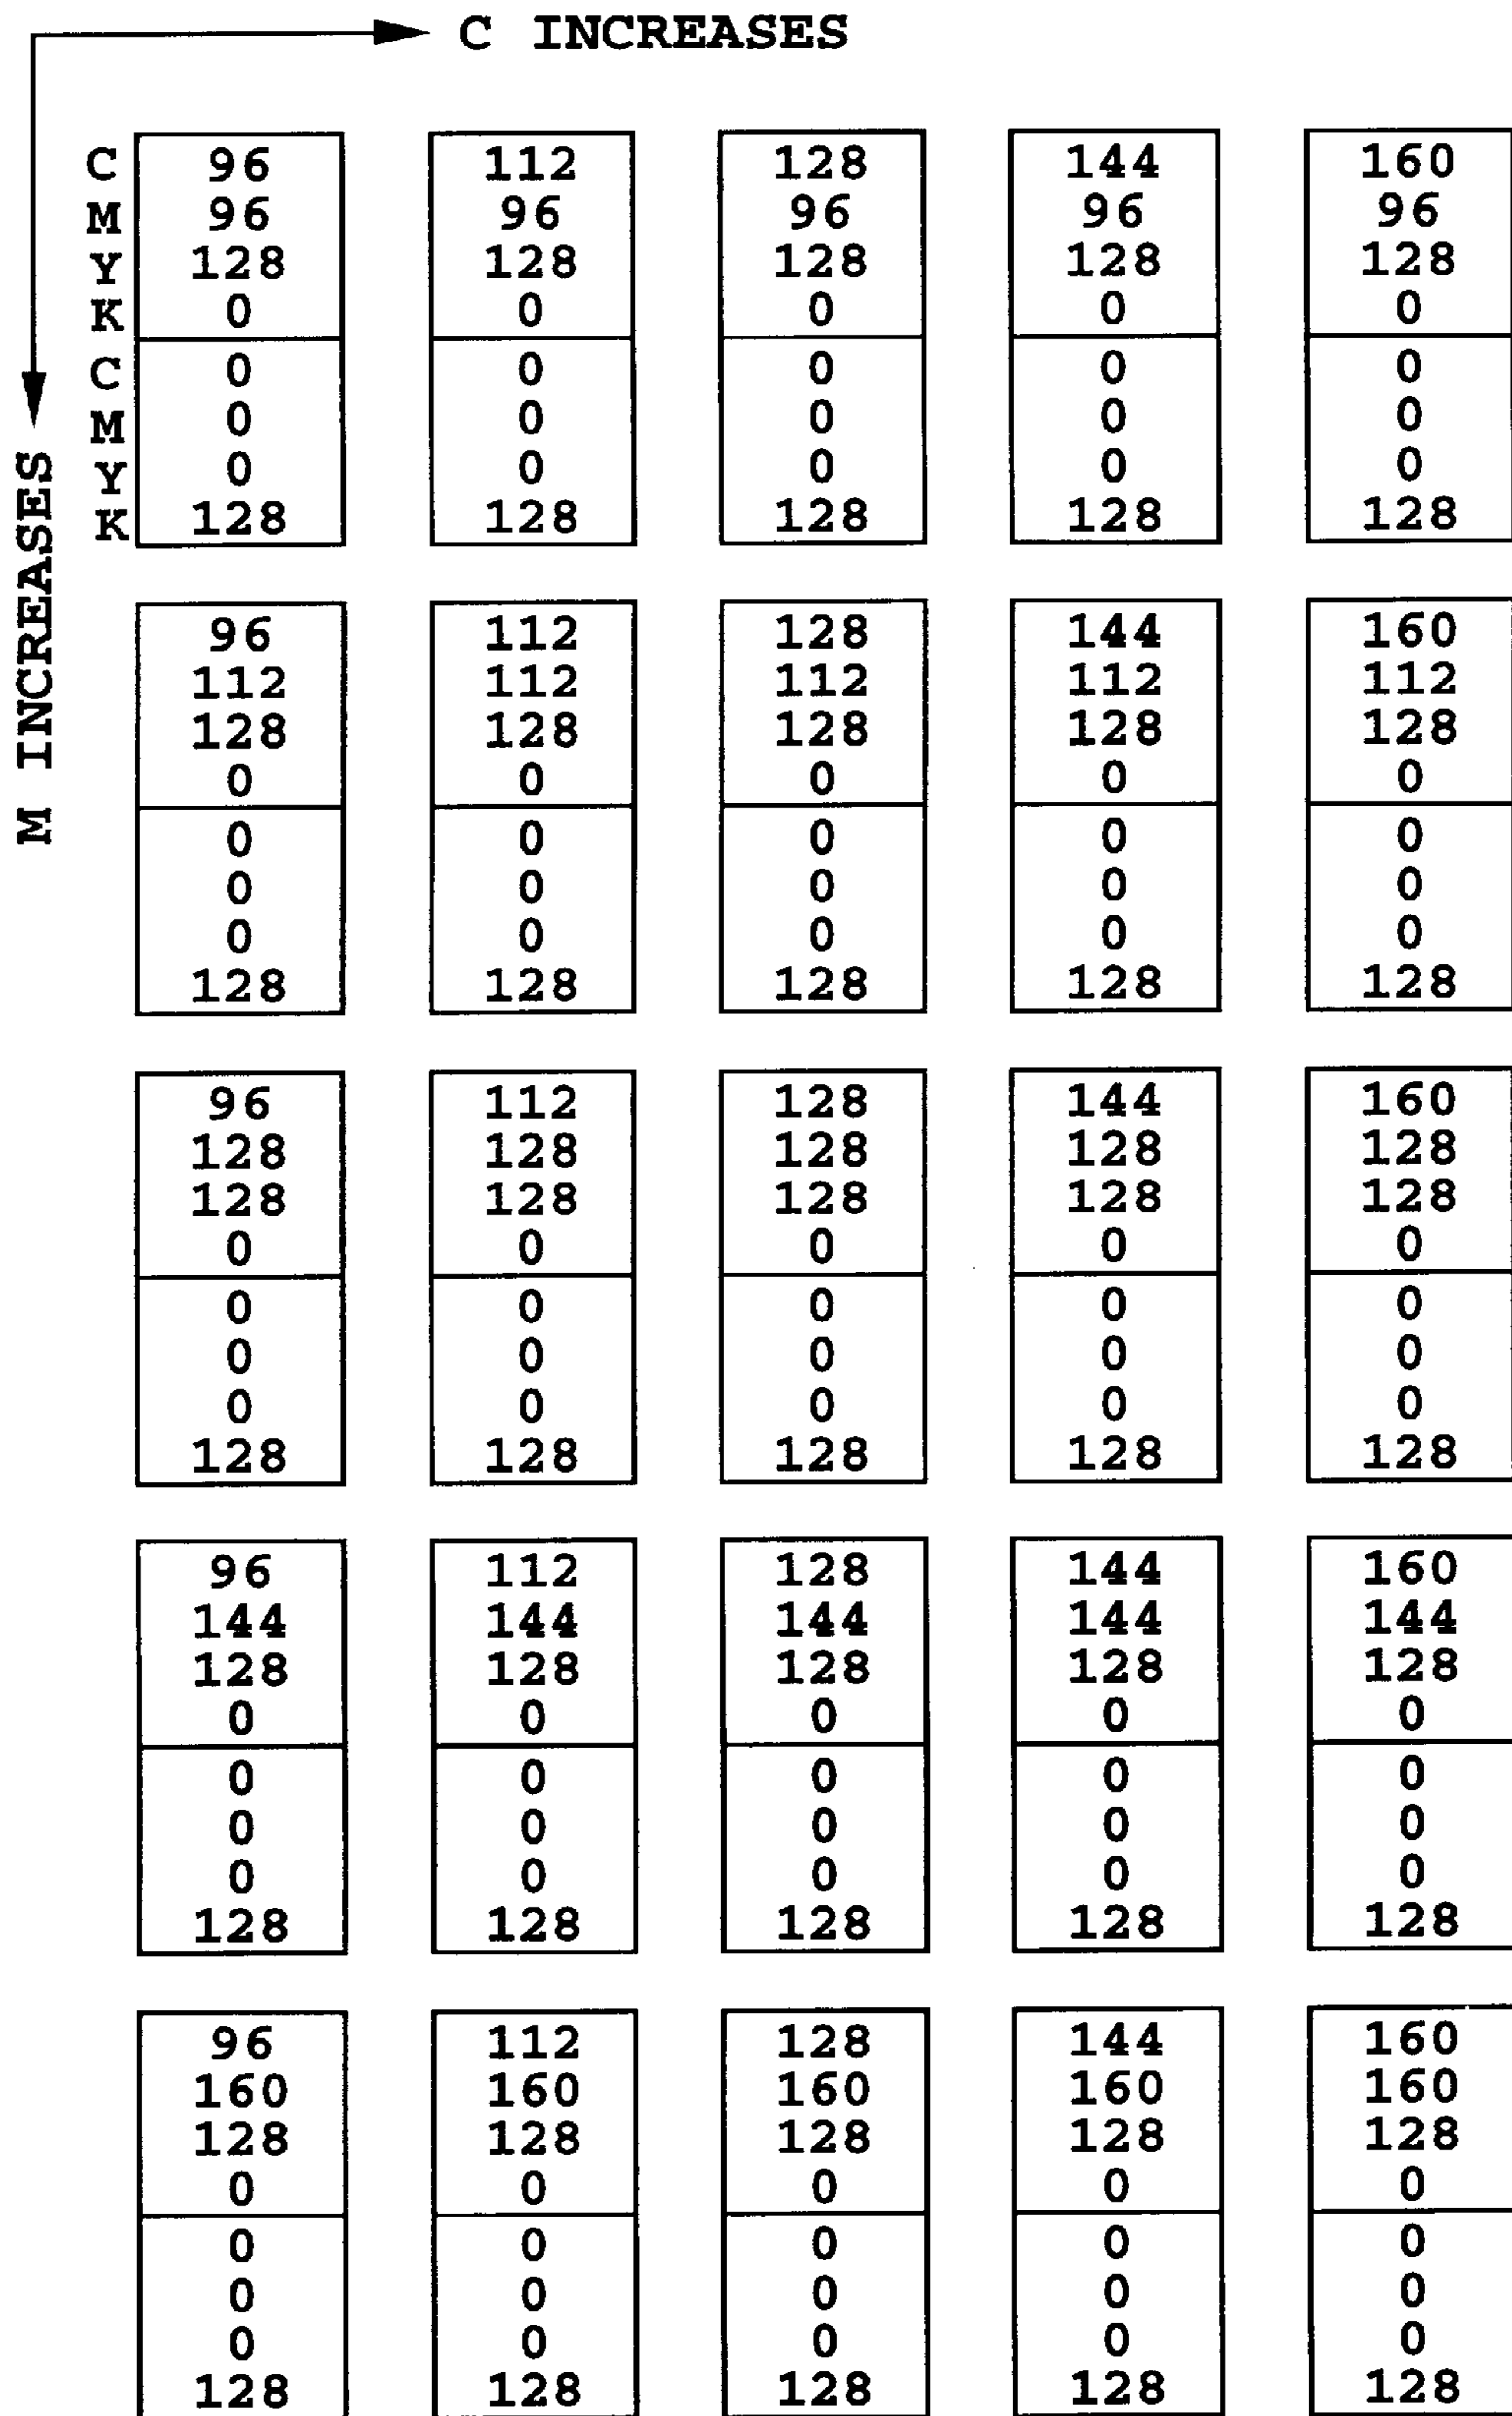 C INCREASES
M INCREASES
C 96 112 128 144 160
M 96 96 96 96 96
Y 128 128 128 128 128
K 0 0 0 0 0
C 0 0 0 0 0
M 0 0 0 0 0
Y 0 0 0 0 0
K 128 128 128 128 128
96 112 128 144 160
112 112 112 112 112
128 128 128 128 128
0 0 0 0 0
0 0 0 0 0
0 0 0 0 0
0 0 0 0 0
128 128 128 128 128
96 112 128 144 160
128 128 128 128 128
128 128 128 128 128
0 0 0 0 0
0 0 0 0 0
0 0 0 0 0
0 0 0 0 0
128 128 128 128 128
96 112 128 144 160
144 144 144 144 144
128 128 128 128 128
0 0 0 0 0
0 0 0 0 0
0 0 0 0 0
0 0 0 0 0
128 128 128 128 128
96 112 128 144 160
160 160 160 160 160
128 128 128 128 128
0 0 0 0 0
0 0 0 0 0
0 0 0 0 0
0 0 0 0 0
128 128 128 128 128